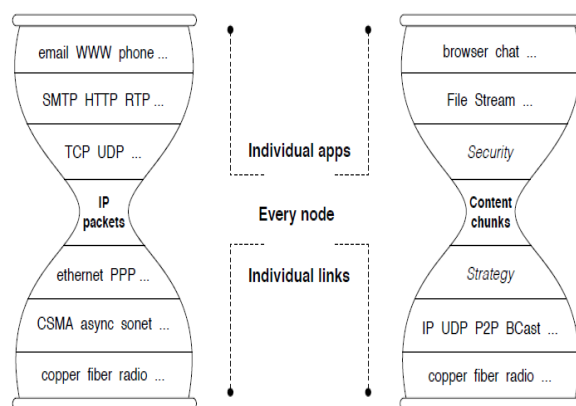 email WWW phone ...
SMTP HTTP RTP ...
TCP UDP ...
IP
packets
ethernet PPP ...
CSMA async sonet ...
copper fiber radio ...
Individual apps
Every node
Individual links
browser chat ...
File Stream ...
Security
Content
chunks
Strategy
IP UDP P2P BCast ...
copper fiber radio ...